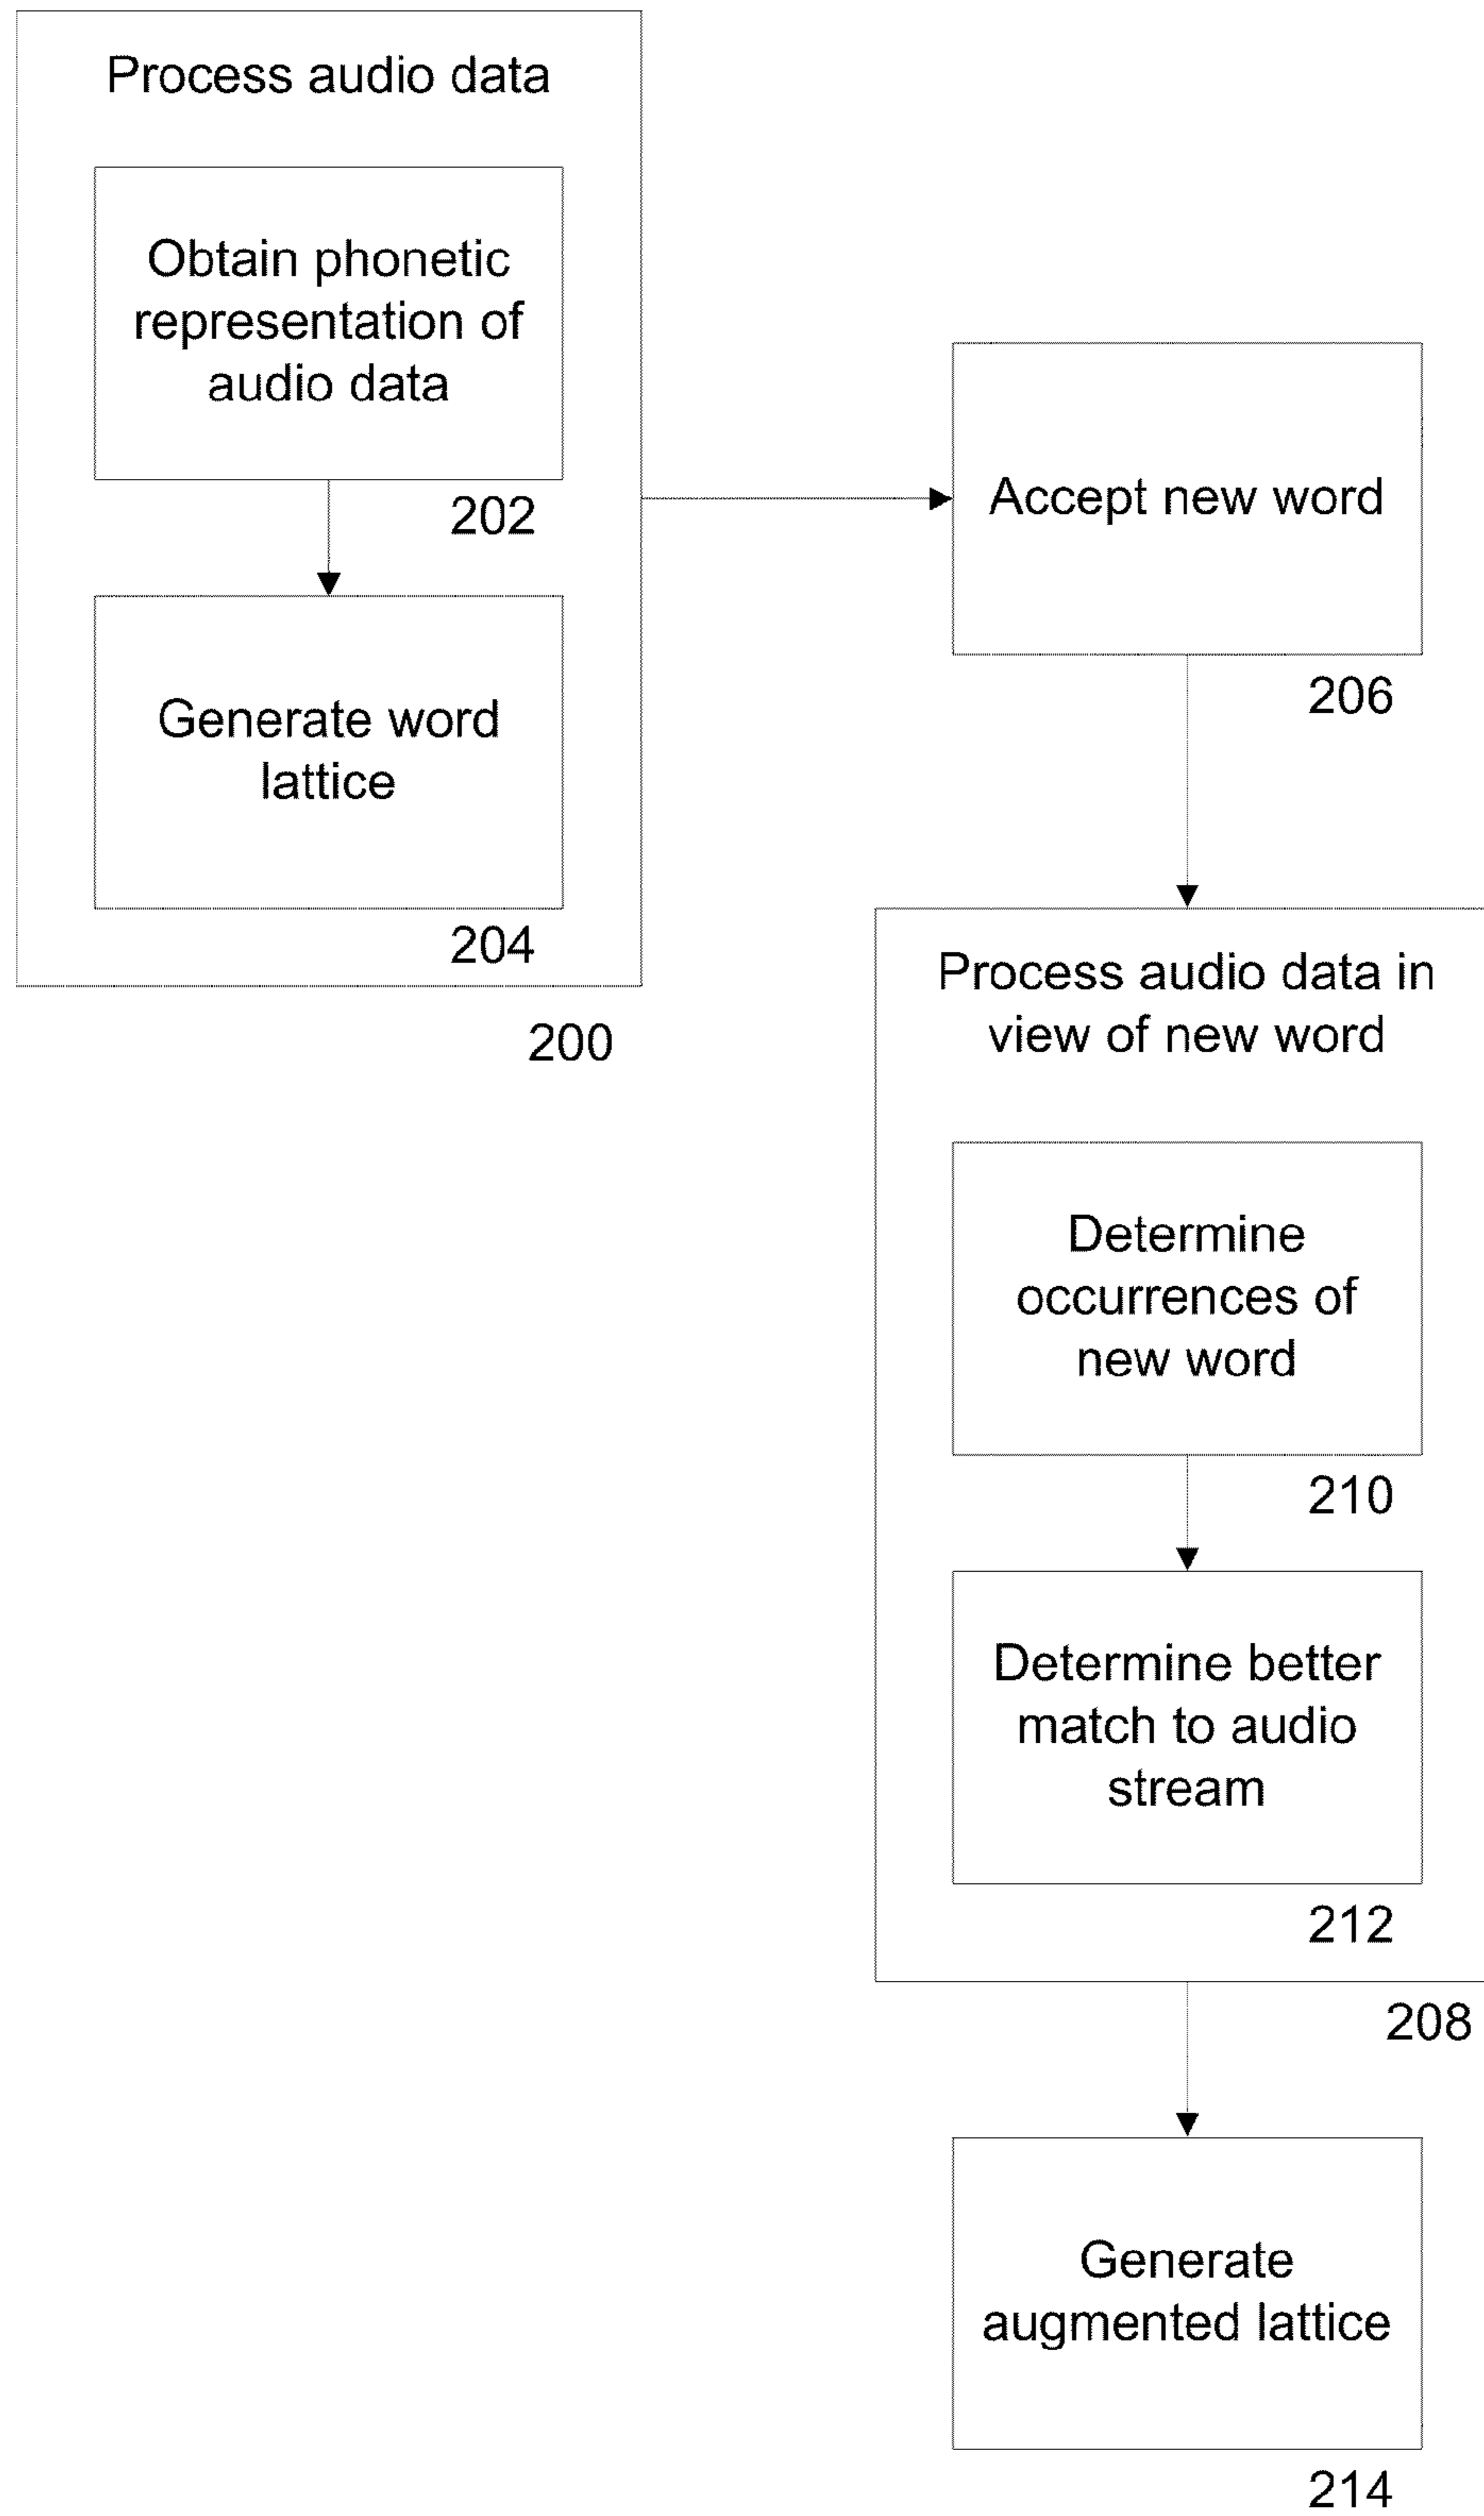 Process audio data
Obtain phonetic
representation of
audio data
202
Generate word
lattice
204
200
Accept new word
206
Process audio data in
view of new word
Determine
occurrences of
new word
210
Determine better
match to audio
stream
212
208
Generate
augmented lattice
214